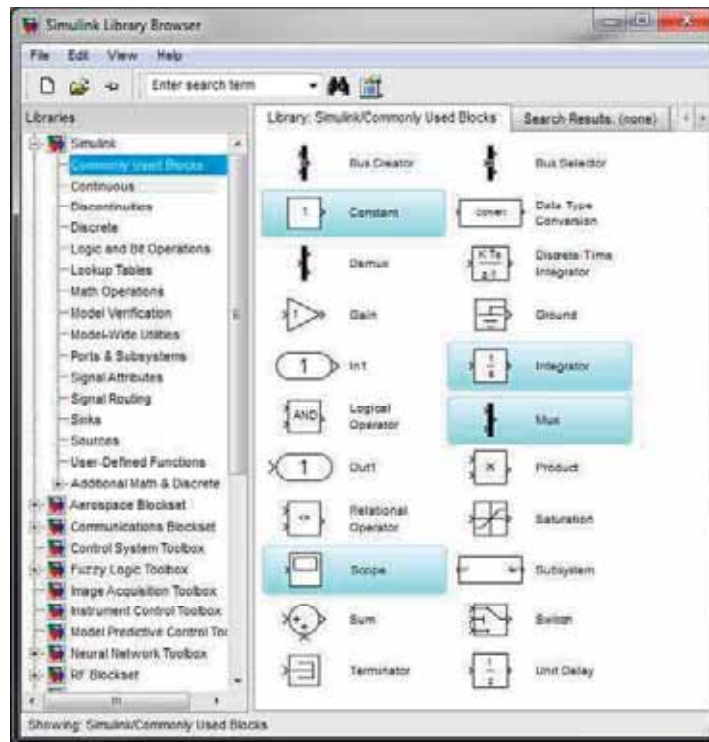 Simulink Library Browser
File Edit View Help
Enter search term
Libraries
Library: Simulink/Commonly Used Blocks
Search Results: (none)
Simulink
Commonly Used Blocks
Continuous
Discontinuities
Discrete
Logic and Bit Operations
Lookup Tables
Math Operations
Model Verification
Model-Wide Utilities
Ports & Subsystems
Signal Attributes
Signal Routing
Sinks
Sources
User-Defined Functions
Additional Math & Discrete
Aerospace Blockset
Communications Blockset
Control System Toolbox
Fuzzy Logic Toolbox
Image Acquisition Toolbox
Instrument Control Toolbox
Model Predictive Control Too
Neural Network Toolbox
RF Blockset
Bus Creator
Bus Selector
1 Constant
Convert Data Type
Conversion
Demux
K Ts
z-1
Discrete-Time
Integrator
1 Gain
Ground
1 In1
1
s
Integrator
AND Logical
Operator
Mux
1 Out1
× Product
<= Relational
Operator
Saturation
Scope
Subsystem
Sum
Switch
Terminator
1
z
Unit Delay
Showing: Simulink/Commonly Used Blocks